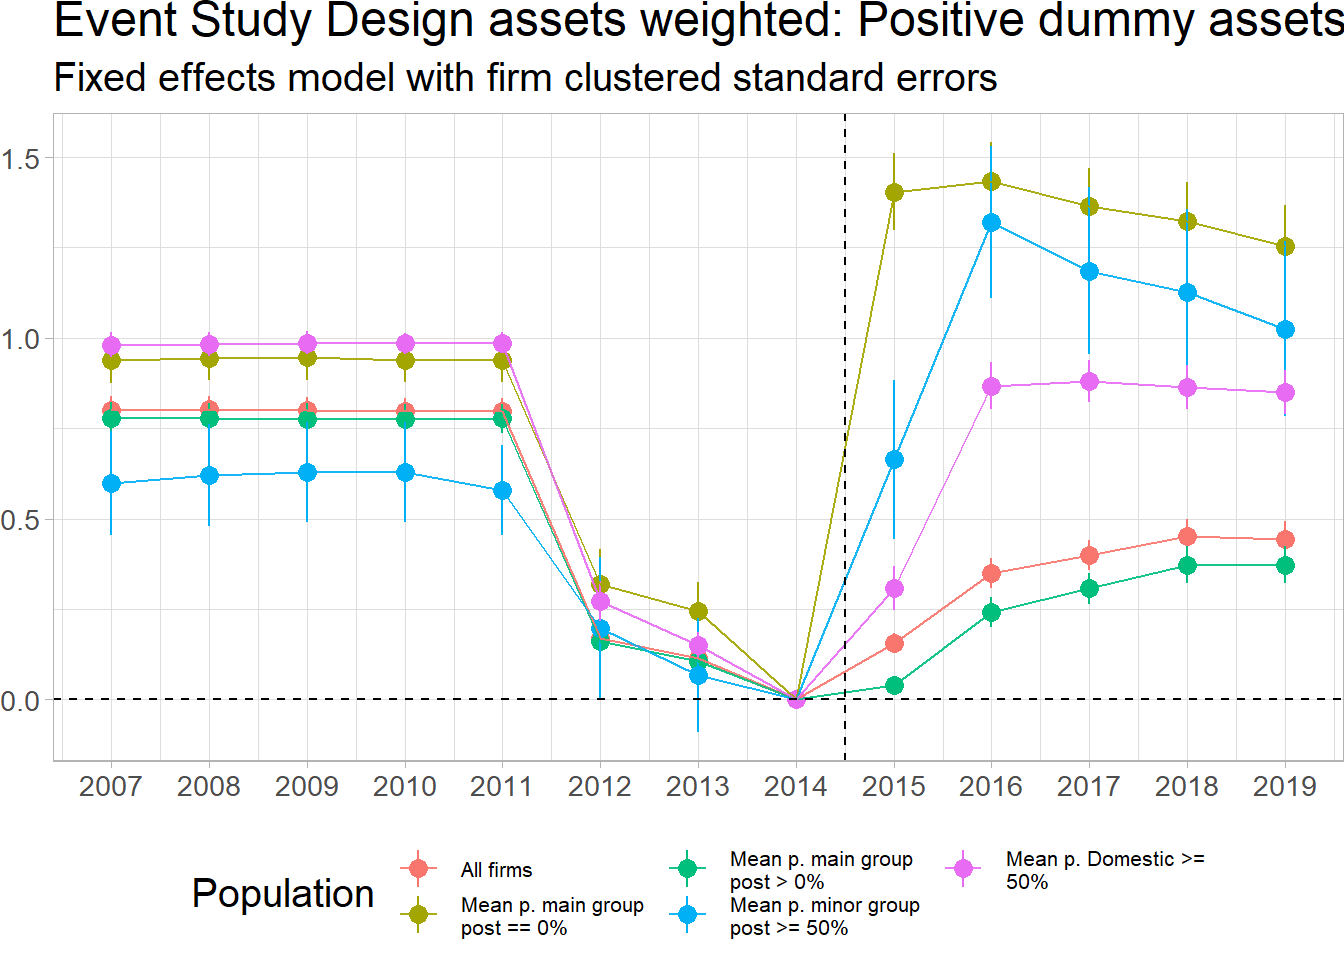 Event Study Design assets weighted: Positive dummy assets
Fixed effects model with firm clustered standard errors
1.5
1.0
0.5
0.0
2007 2008 2009 2010 2011 2012 2013 2014 2015 2016 2017 2018 2019
Population
All firms
Mean p. main group
post == 0%
Mean p. main group
post > 0%
Mean p. minor group
post >= 50%
Mean p. Domestic >=
50%